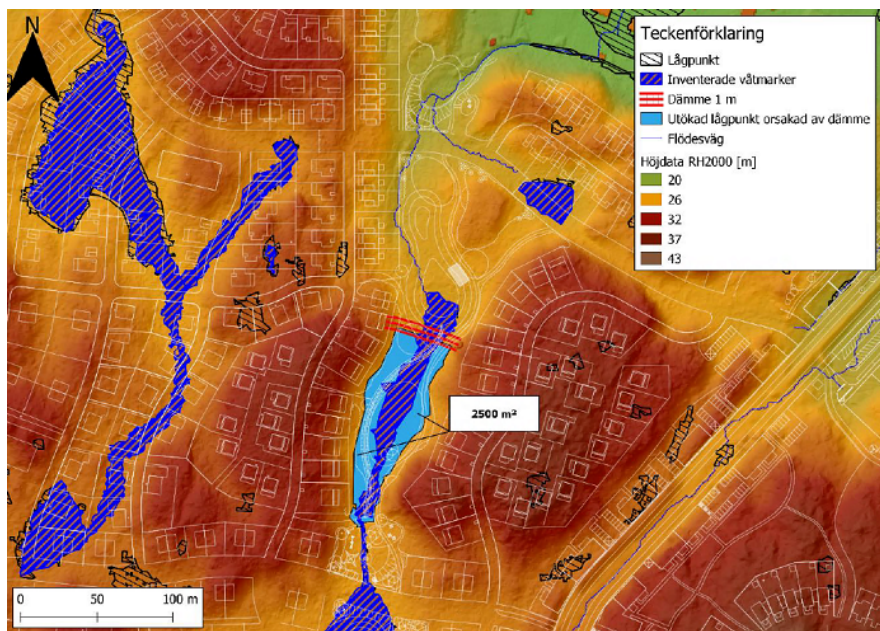 N
Teckenförklaring
Lågpunkt
Inventerade våtmarker
Dämme 1 m
Utökad lågpunkt orsakad av dämme
Flödesväg
Höjddata RH2000 [m]
20
26
32
37
43
2500 m²
0 50 100 m